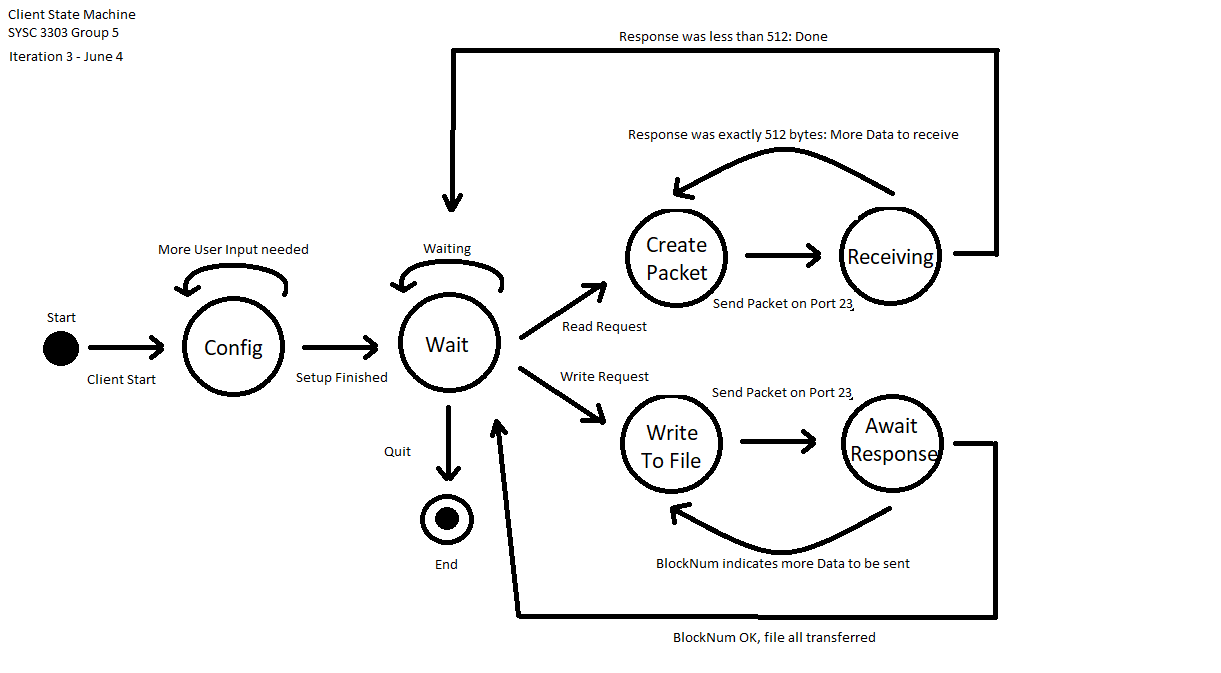 Client State Machine
SYSC 3303 Group 5
Iteration 3 - June 4
Response was less than 512: Done
Response was exactly 512 bytes: More Data to receive
More User Input needed
Waiting
Create
Packet
Receiving
Send Packet on Port 23
Start
Config
Wait
Read Request
Client Start
Setup Finished
Write Request
Send Packet on Port 23
Write
To File
Await
Response
Quit
End
BlockNum indicates more Data to be sent
BlockNum OK, file all transferred